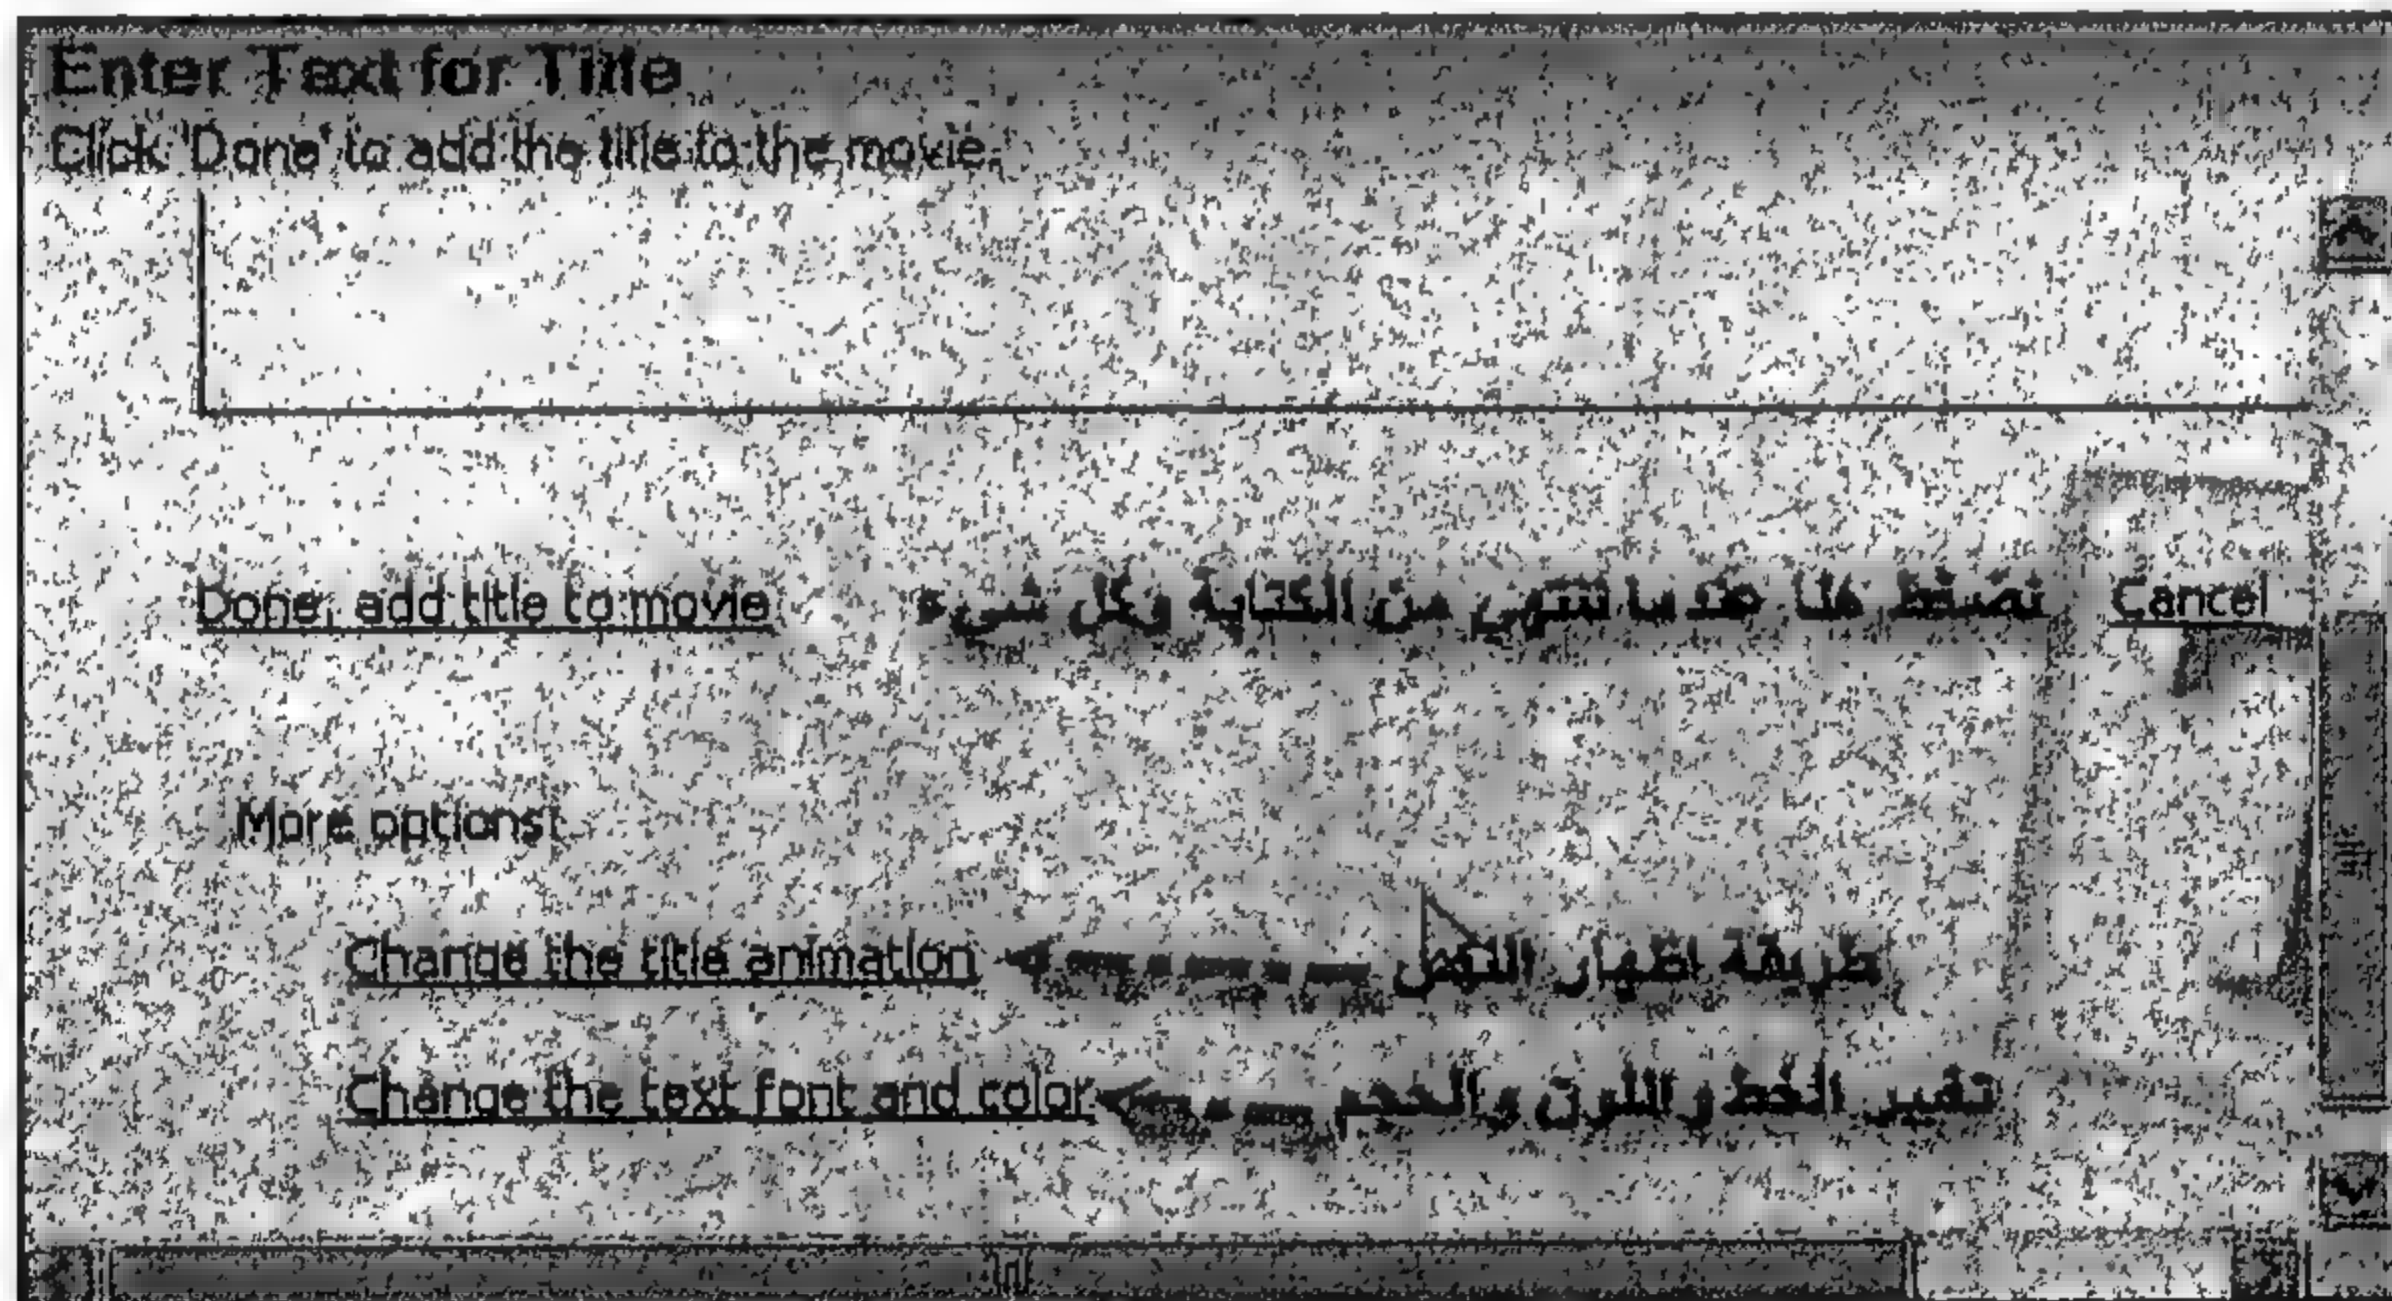 Enter Text for Title
Click 'Done' to add the title to the movie.
Done, add title to movie تضغط هنا عندما تنتهي من الكتابة وكل شيء Cancel
More options:
Change the title animation طريقة اظهار النص
Change the text font and color تغيير الخط واللون والحجم